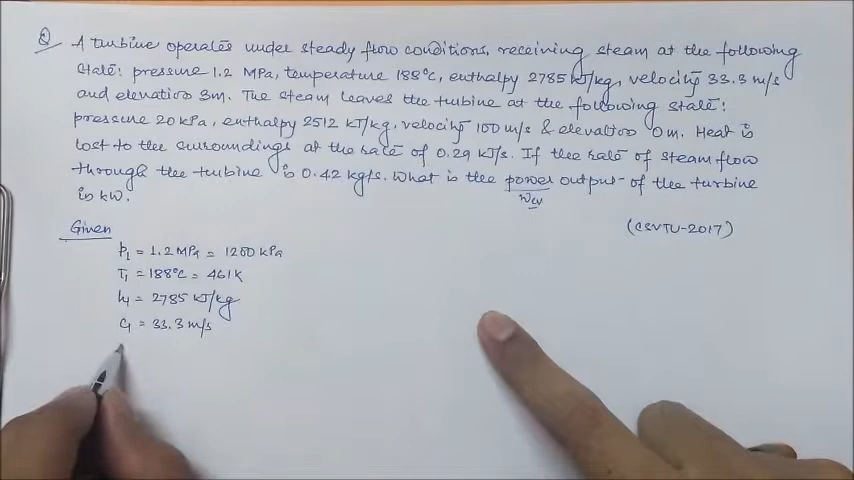 Q A turbine operates under steady flow conditions, receiving steam at the following
state: pressure 1.2 MPa, temperature 188°C, enthalpy 2785 kJ/kg, velocity 33.3 m/s
and elevation 3m. The steam leaves the turbine at the following state:
pressure 20 kPa, enthalpy 2512 kJ/kg, velocity 100 m/s & elevation 0 m. Heat is
lost to the surroundings at the rate of 0.29 kJ/s. If the rate of steam flow
through the turbine is 0.42 kg/s. What is the power output of the turbine
in kW.
Wcv
(CSVTU-2017)
Given
p₁ = 1.2 MPa = 1200 kPa
T₁ = 188°C = 461K
h₁ = 2785 kJ/kg
C₁ = 33.3 m/s